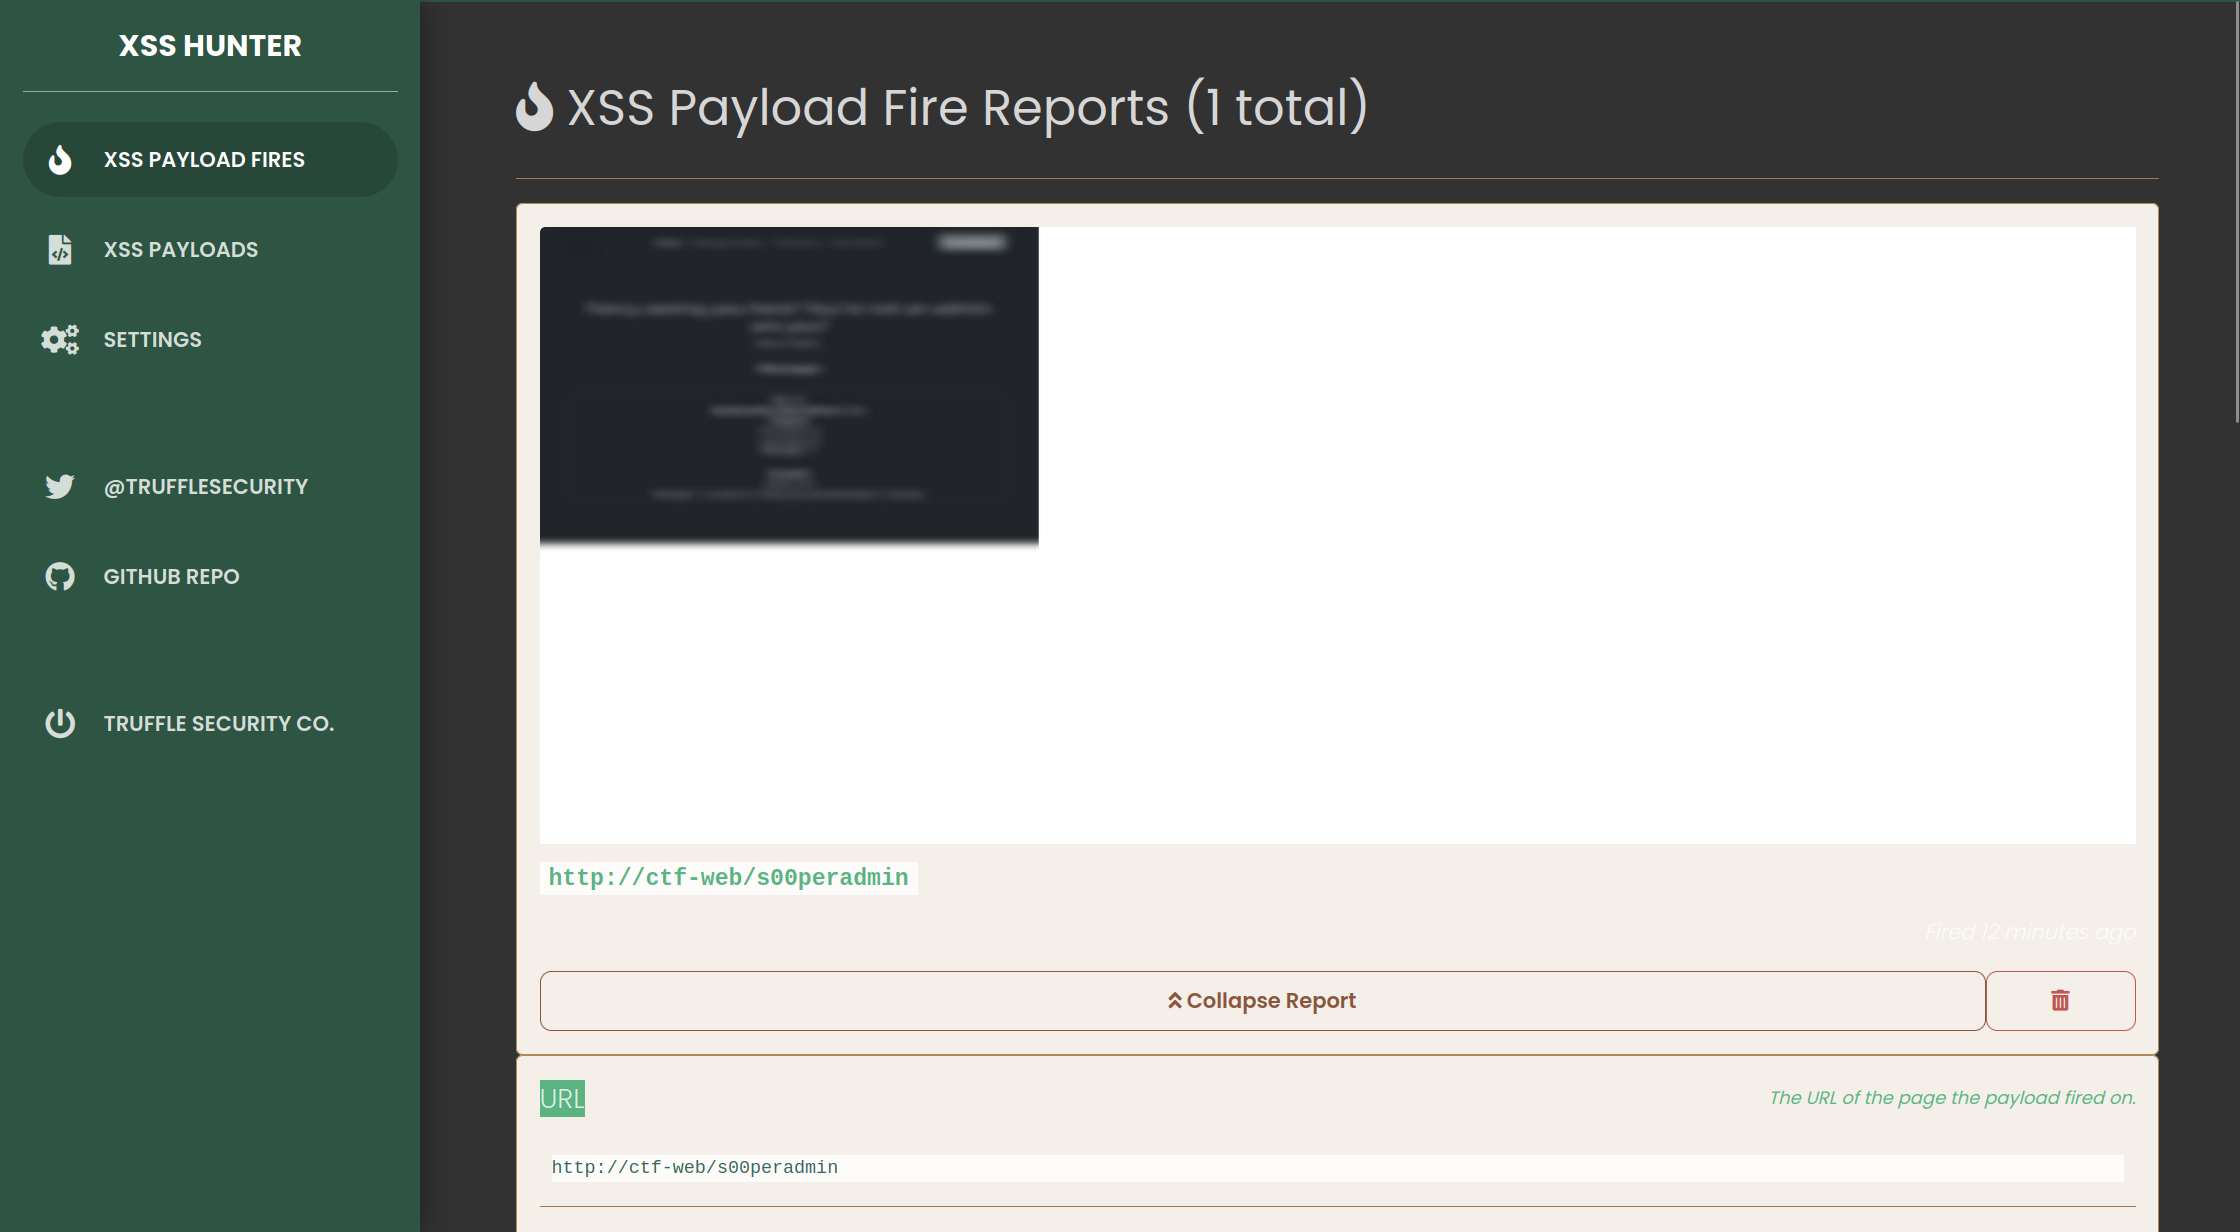 XSS HUNTER
XSS PAYLOAD FIRES
XSS PAYLOADS
SETTINGS
@TRUFFLESECURITY
GITHUB REPO
TRUFFLE SECURITY CO.
XSS Payload Fire Reports (1 total)
http://ctf-web/s00peradmin
Fired 12 minutes ago
Collapse Report
URL
The URL of the page the payload fired on.
http://ctf-web/s00peradmin